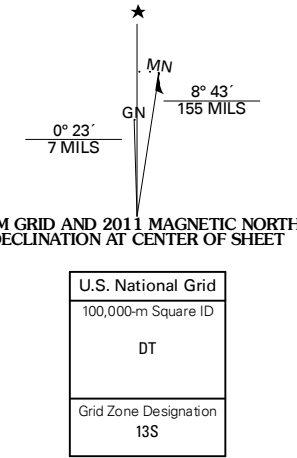 MN
8° 43´
155 MILS
GN
0° 23´
7 MILS
M GRID AND 2011 MAGNETIC NORTH
DECLINATION AT CENTER OF SHEET
U.S. National Grid
100,000-m Square ID
DT
Grid Zone Designation
13S